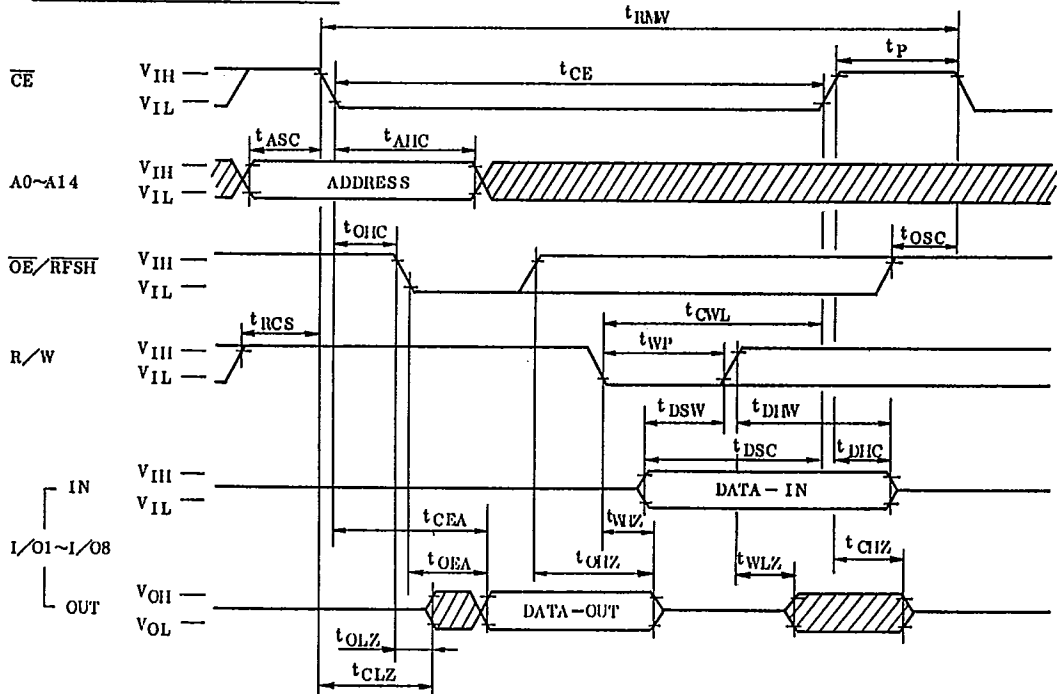 tRMW
tP
CE VIH
tCE
VIL
tASC tAHC
A0~A14 VIH
ADDRESS
VIL
tOHC tOSC
OE/RFSH VIH
VIL
tCWL
tRCS
tWP
R/W VIH
VIL
tDSW tDHW
tDSC tDHC
VIH
IN DATA-IN
VIL
tCEA tWHZ
I/O1~I/O8
tOEA tOHZ tWLZ tCHZ
VOH
OUT DATA-OUT
VOL
tOLZ
tCLZ